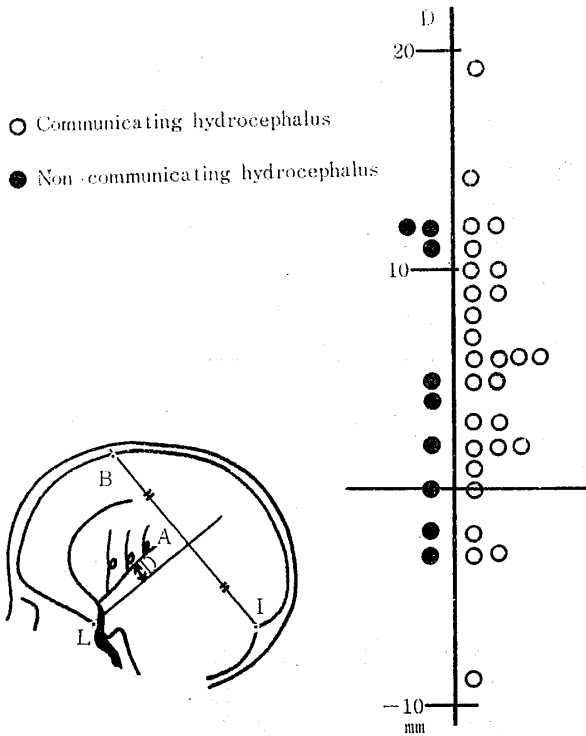 D
20
Communicating hydrocephalus
Non-communicating hydrocephalus
10
B
A
D
I
L
-10
mm